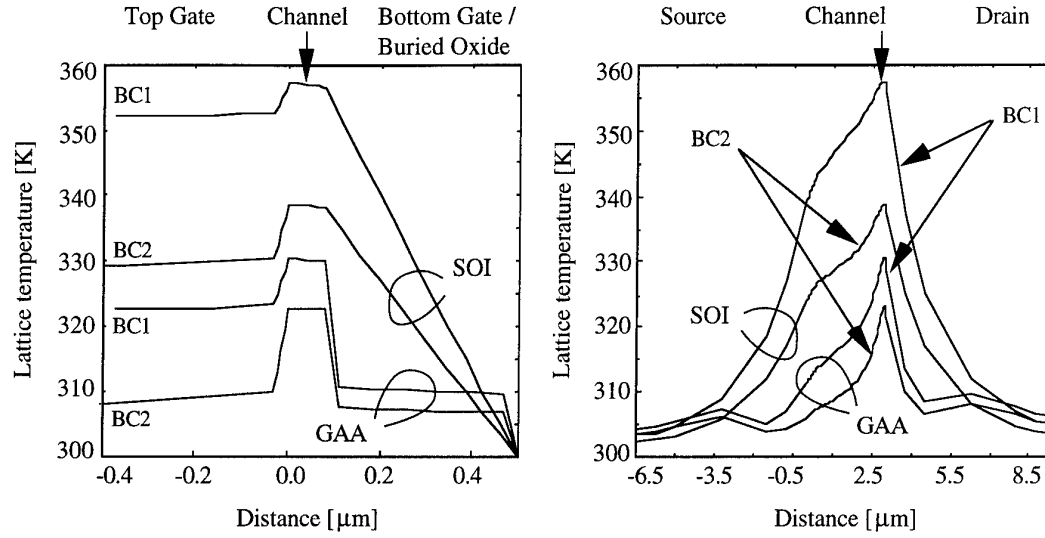 Top Gate
Channel
Bottom Gate /
Buried Oxide
Lattice temperature [K]
360
350
340
330
320
310
300
BC1
BC2
BC1
BC2
SOI
GAA
-0.4 -0.2 0.0 0.2 0.4
Distance [μm]
Source
Channel
Drain
Lattice temperature [K]
360
350
340
330
320
310
300
BC2
BC1
SOI
GAA
-6.5 -3.5 -0.5 2.5 5.5 8.5
Distance [μm]